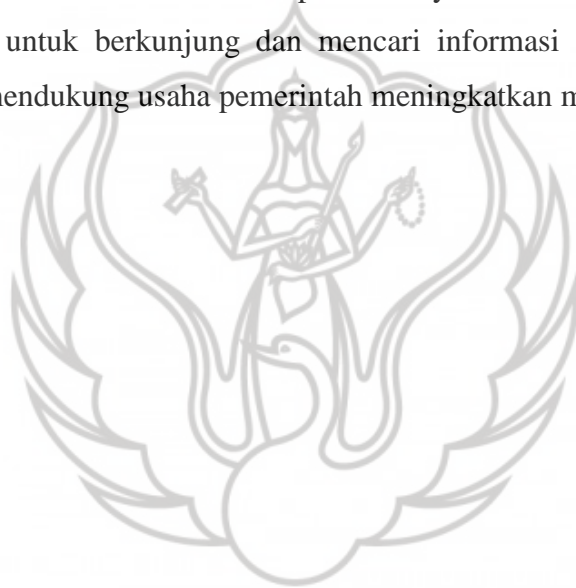 untuk berkunjung dan mencari informasi
mendukung usaha pemerintah meningkatkan